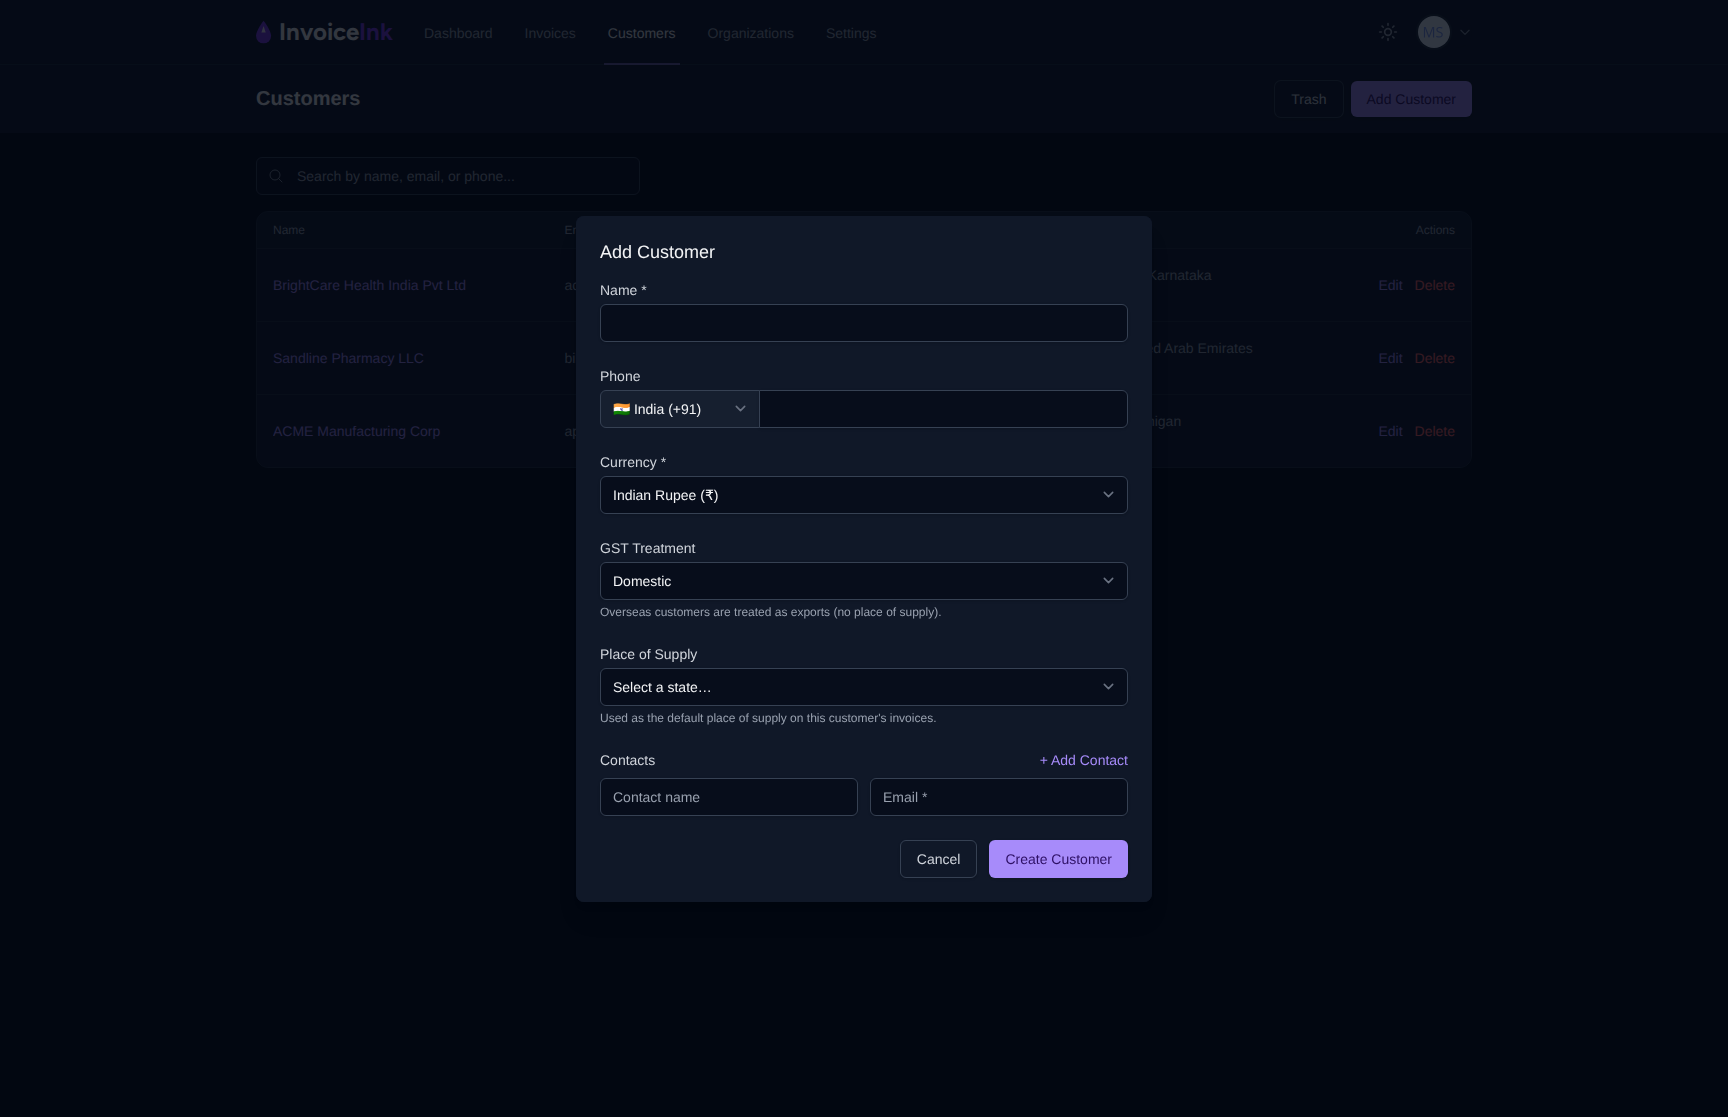 InvoiceInk
Dashboard
Invoices
Customers
Organizations
Settings
MS
Customers
Trash
Add Customer
Search by name, email, or phone...
Name
Actions
BrightCare Health India Pvt Ltd
Karnataka
Edit
Delete
Sandline Pharmacy LLC
Arab Emirates
Edit
Delete
ACME Manufacturing Corp
Edit
Delete
Add Customer
Name *
Phone
🇮🇳 India (+91)
Currency *
Indian Rupee (₹)
GST Treatment
Domestic
Overseas customers are treated as exports (no place of supply).
Place of Supply
Select a state…
Used as the default place of supply on this customer's invoices.
Contacts
+ Add Contact
Contact name
Email *
Cancel
Create Customer